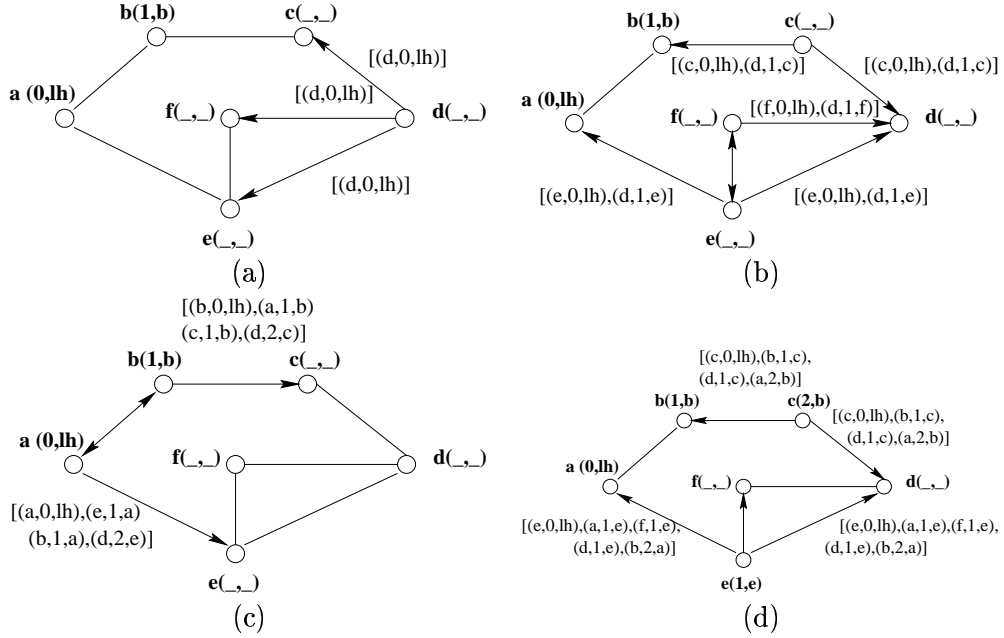 b(1,b)
c(_,_)
[(d,0,lh)]
a (0,lh)
f(_,_)
[(d,0,lh)]
d(_,_)
[(d,0,lh)]
e(_,_)
(a)
b(1,b)
c(_,_)
[(c,0,lh),(d,1,c)]
[(c,0,lh),(d,1,c)]
a (0,lh)
f(_,_)
[(f,0,lh),(d,1,f)]
d(_,_)
[(e,0,lh),(d,1,e)]
[(e,0,lh),(d,1,e)]
e(_,_)
(b)
[(b,0,lh),(a,1,b)
(c,1,b),(d,2,c)]
b(1,b)
c(_,_)
a (0,lh)
f(_,_)
d(_,_)
[(a,0,lh),(e,1,a)
(b,1,a),(d,2,e)]
e(_,_)
(c)
[(c,0,lh),(b,1,c),
(d,1,c),(a,2,b)]
b(1,b)
c(2,b)
[(c,0,lh),(b,1,c),
(d,1,c),(a,2,b)]
a (0,lh)
f(_,_)
d(_,_)
[(e,0,lh),(a,1,e),(f,1,e),
(d,1,e),(b,2,a)]
[(e,0,lh),(a,1,e),(f,1,e),
(d,1,e),(b,2,a)]
e(1,e)
(d)